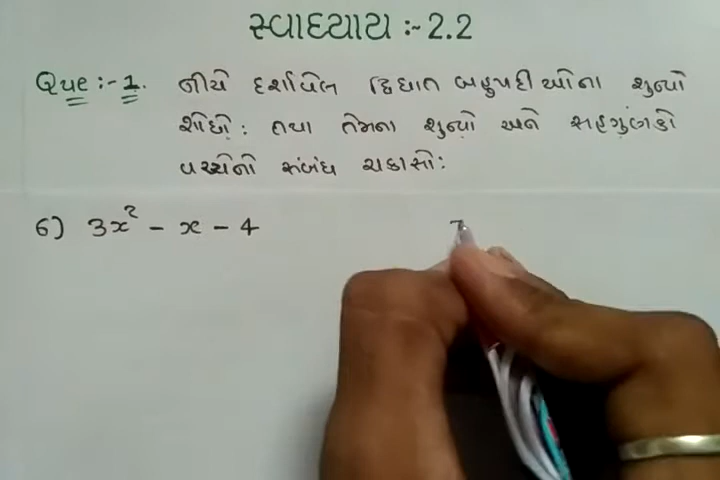 સ્વાધ્યાય :- 2.2
Que :- 1. નીચે દર્શાવેલ દ્વિઘાત બહુપદીઓના શુન્યો
શોધો: તથા તેમના શુન્યો અને સહગુણકો
વચ્ચેનો સંબંધ ચકાસો:
6) 3x² - x - 4